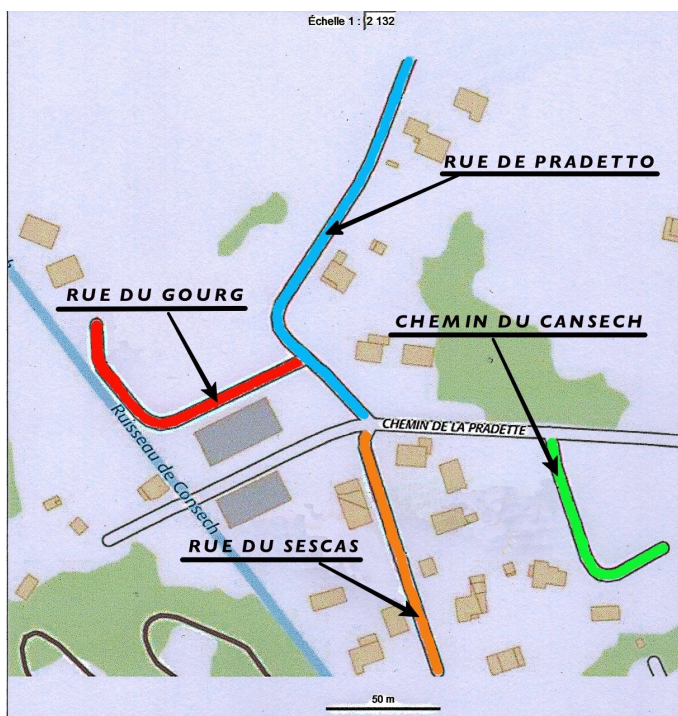 Échelle 1 : 2 132
RUE DE PRADETTO
RUE DU GOURG
CHEMIN DU CANSECH
Ruisseau de Consech
CHEMIN DE LA PRADETTE
RUE DU SESCAS
50 m